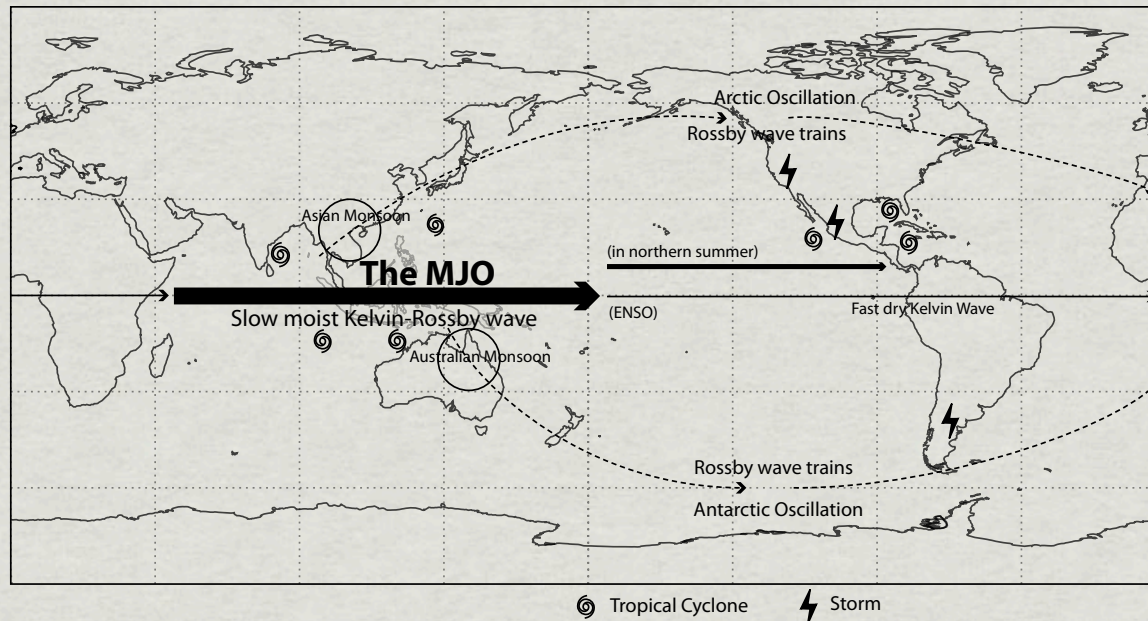 Arctic Oscillation
Rossby wave trains
Asian Monsoon
The MJO
(in northern summer)
Slow moist Kelvin-Rossby wave
(ENSO)
Fast dry Kelvin Wave
Australian Monsoon
Rossby wave trains
Antarctic Oscillation
Tropical Cyclone
Storm